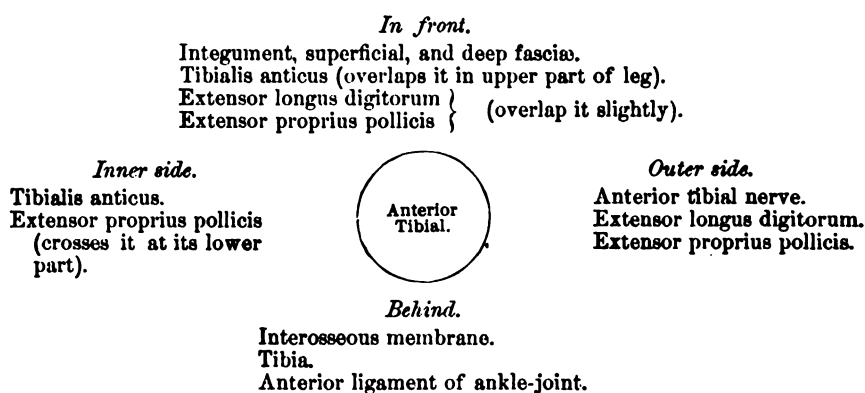 In front.
Integument, superficial, and deep fasciæ.
Tibialis anticus (overlaps it in upper part of leg).
Extensor longus digitorum } (overlap it slightly).
Extensor proprius pollicis
Inner side.
Tibialis anticus.
Extensor proprius pollicis
(crosses it at its lower
part).
Anterior
Tibial.
Outer side.
Anterior tibial nerve.
Extensor longus digitorum.
Extensor proprius pollicis.
Behind.
Interosseous membrane.
Tibia.
Anterior ligament of ankle-joint.